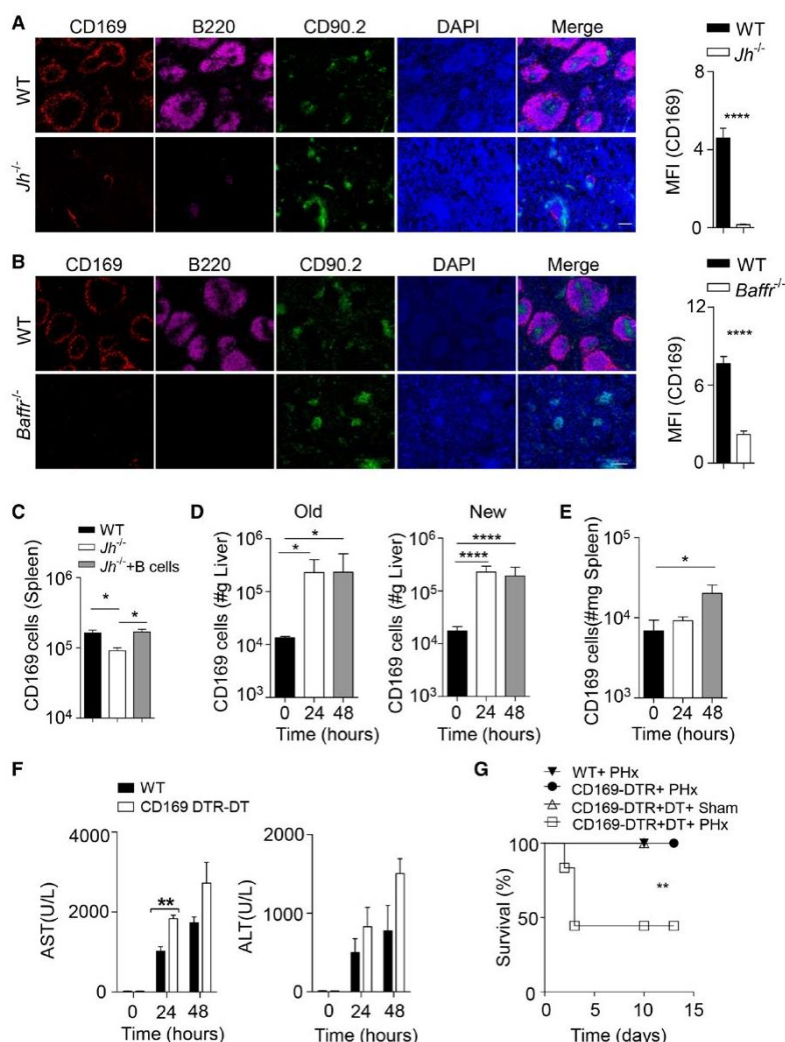 A
CD169 B220 CD90.2 DAPI Merge
WT
Jh-/-
WT
Jh-/-
MFI (CD169)
8
4
0
****
B
CD169 B220 CD90.2 DAPI Merge
WT
Baffr-/-
WT
Baffr-/-
MFI (CD169)
12
9
6
3
0
****
C
WT
Jh-/-
Jh-/-+B cells
CD169 cells (Spleen)
10^6
10^5
10^4
* *
D
Old
CD169 cells (#g Liver)
10^6
10^5
10^4
10^3
*
*
0 24 48
Time (hours)
New
CD169 cells (#g Liver)
10^6
10^5
10^4
10^3
****
****
0 24 48
Time (hours)
E
CD169 cells(#mg Spleen)
10^5
10^4
10^3
*
0 24 48
Time (hours)
F
WT
CD169 DTR-DT
AST(U/L)
4000
2000
0
**
0 24 48
Time (hours)
ALT(U/L)
2000
1000
0
0 24 48
Time (hours)
G
WT+ PHx
CD169-DTR+ PHx
CD169-DTR+DT+ Sham
CD169-DTR+DT+ PHx
Survival (%)
100
50
0
**
0 5 10 15
Time (days)